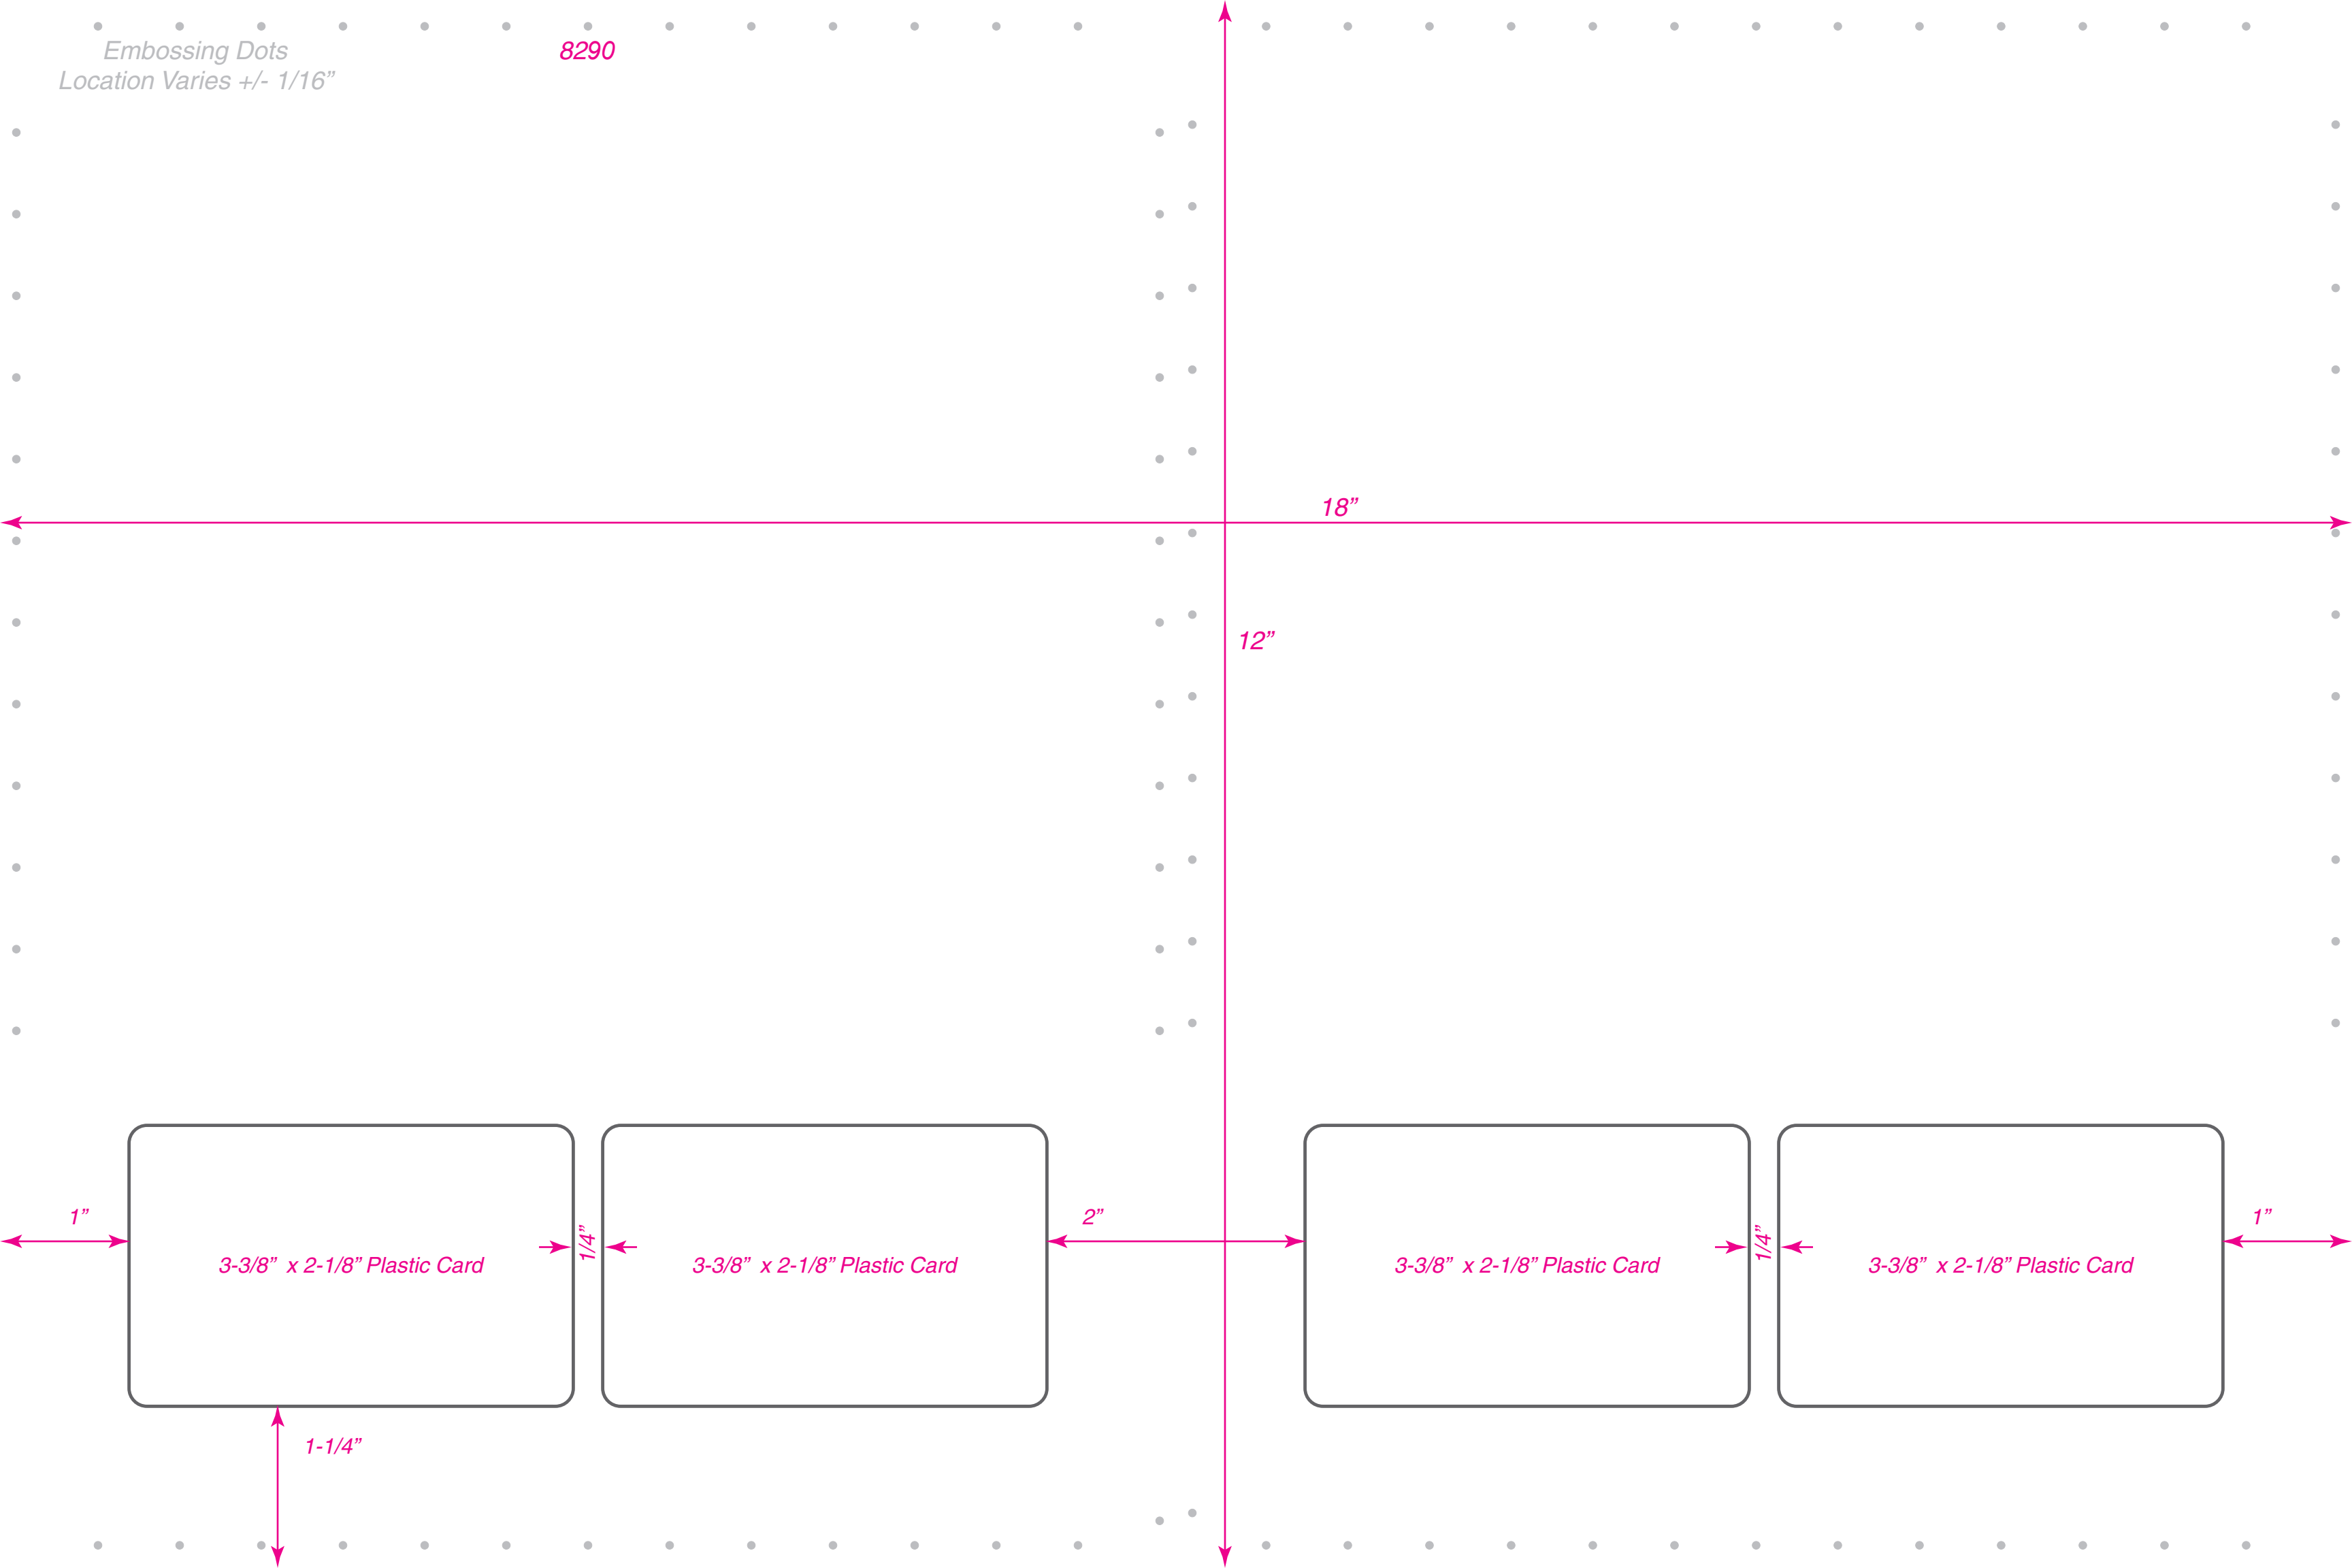 Embossing Dots
Location Varies +/- 1/16”
8290
18”
12”
1”
1/4”
2”
1/4”
1”
3-3/8” x 2-1/8” Plastic Card
3-3/8” x 2-1/8” Plastic Card
3-3/8” x 2-1/8” Plastic Card
3-3/8” x 2-1/8” Plastic Card
1-1/4”